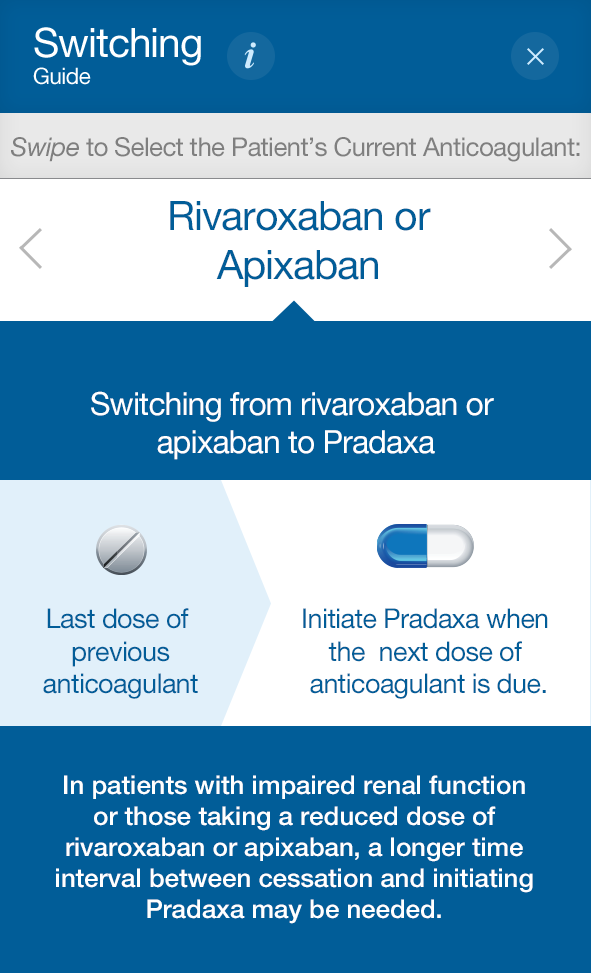 Switching
Guide
i
Swipe to Select the Patient's Current Anticoagulant:
Rivaroxaban or
Apixaban
Switching from rivaroxaban or
apixaban to Pradaxa
Last dose of
previous
anticoagulant
Initiate Pradaxa when
the next dose of
anticoagulant is due.
In patients with impaired renal function
or those taking a reduced dose of
rivaroxaban or apixaban, a longer time
interval between cessation and initiating
Pradaxa may be needed.